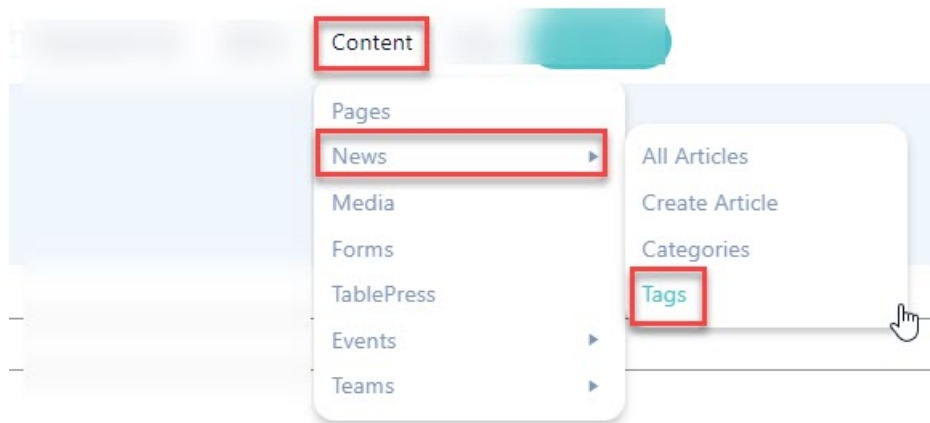 Content
Pages
News
Media
Forms
TablePress
Events
Teams
All Articles
Create Article
Categories
Tags